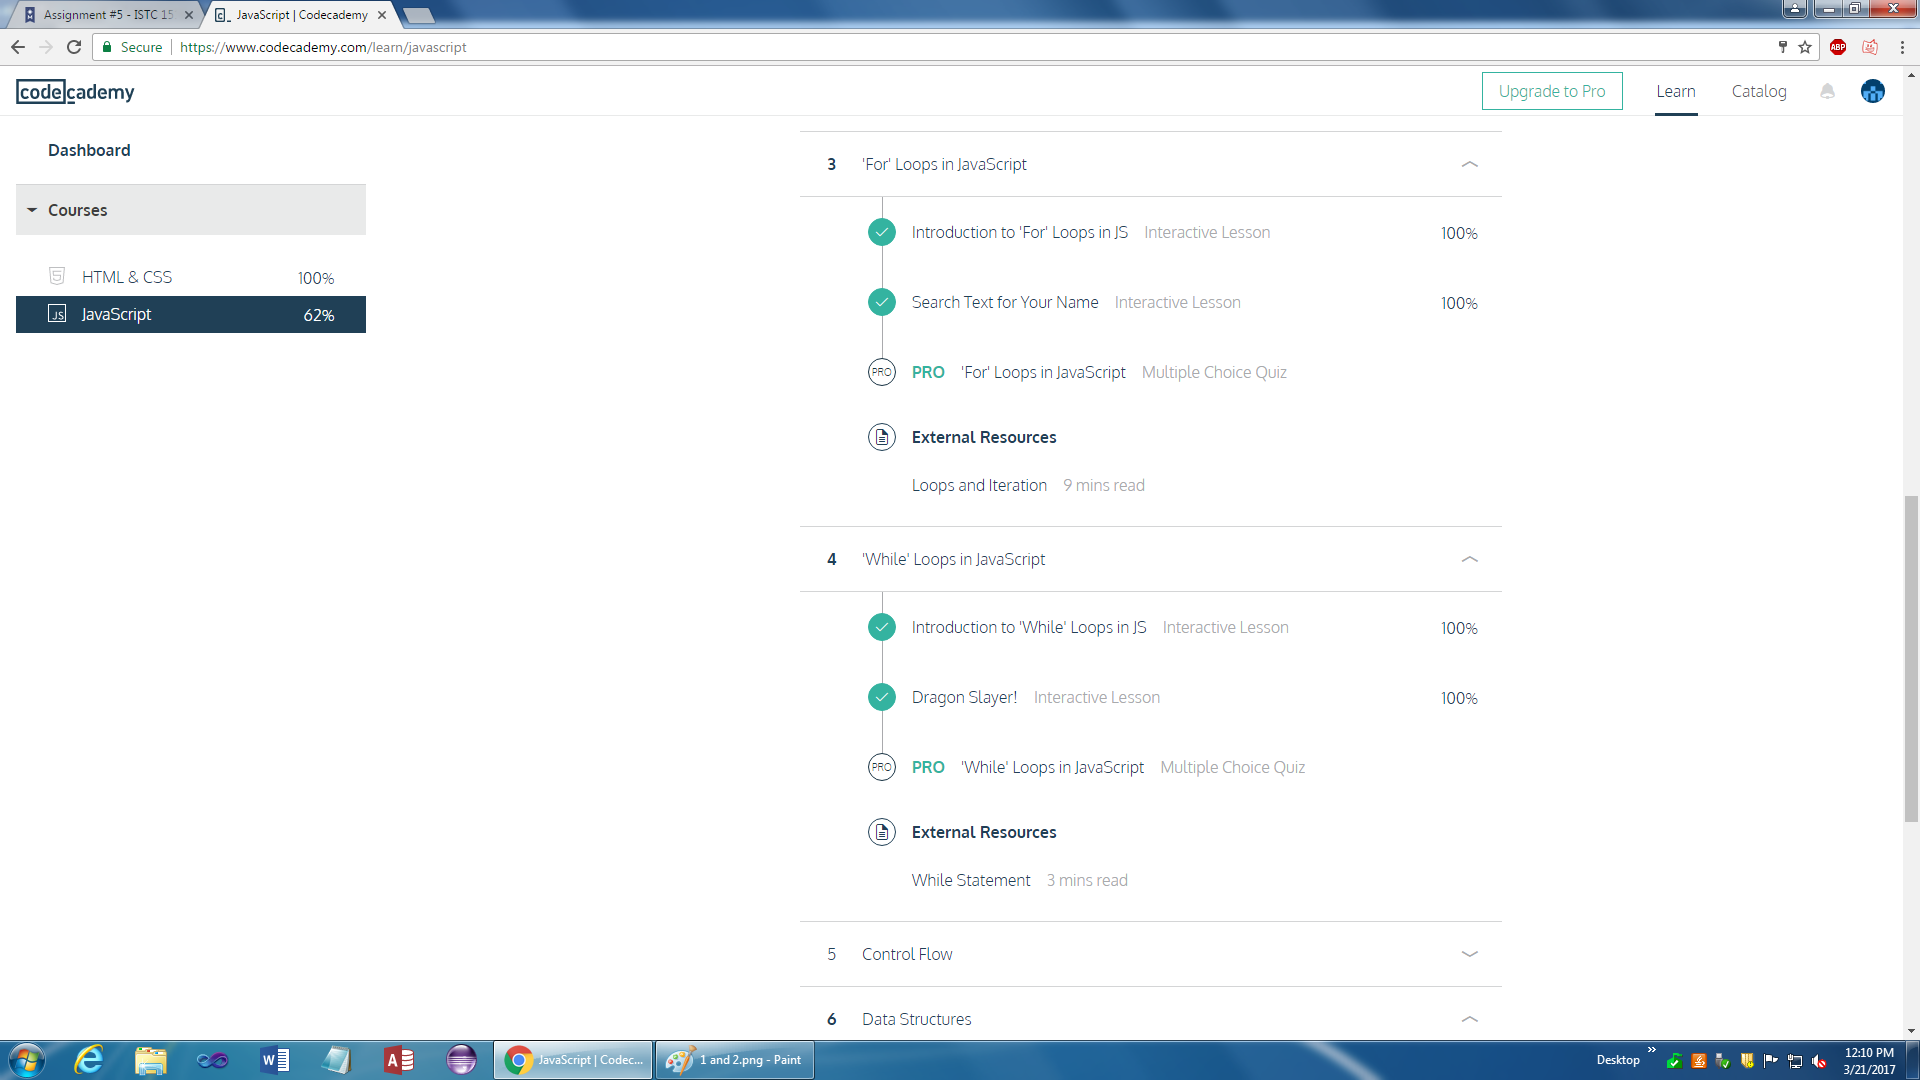 Assignment #5 - ISTC 15
JavaScript | Codecademy
Secure https://www.codecademy.com/learn/javascript
ABP
codecademy
Upgrade to Pro
Learn
Catalog
Dashboard
Courses
HTML & CSS 100%
JS JavaScript 62%
3 'For' Loops in JavaScript
Introduction to 'For' Loops in JS Interactive Lesson 100%
Search Text for Your Name Interactive Lesson 100%
PRO PRO 'For' Loops in JavaScript Multiple Choice Quiz
External Resources
Loops and Iteration 9 mins read
4 'While' Loops in JavaScript
Introduction to 'While' Loops in JS Interactive Lesson 100%
Dragon Slayer! Interactive Lesson 100%
PRO PRO 'While' Loops in JavaScript Multiple Choice Quiz
External Resources
While Statement 3 mins read
5 Control Flow
6 Data Structures
JavaScript | Codec...
1 and 2.png - Paint
Desktop
12:10 PM
3/21/2017